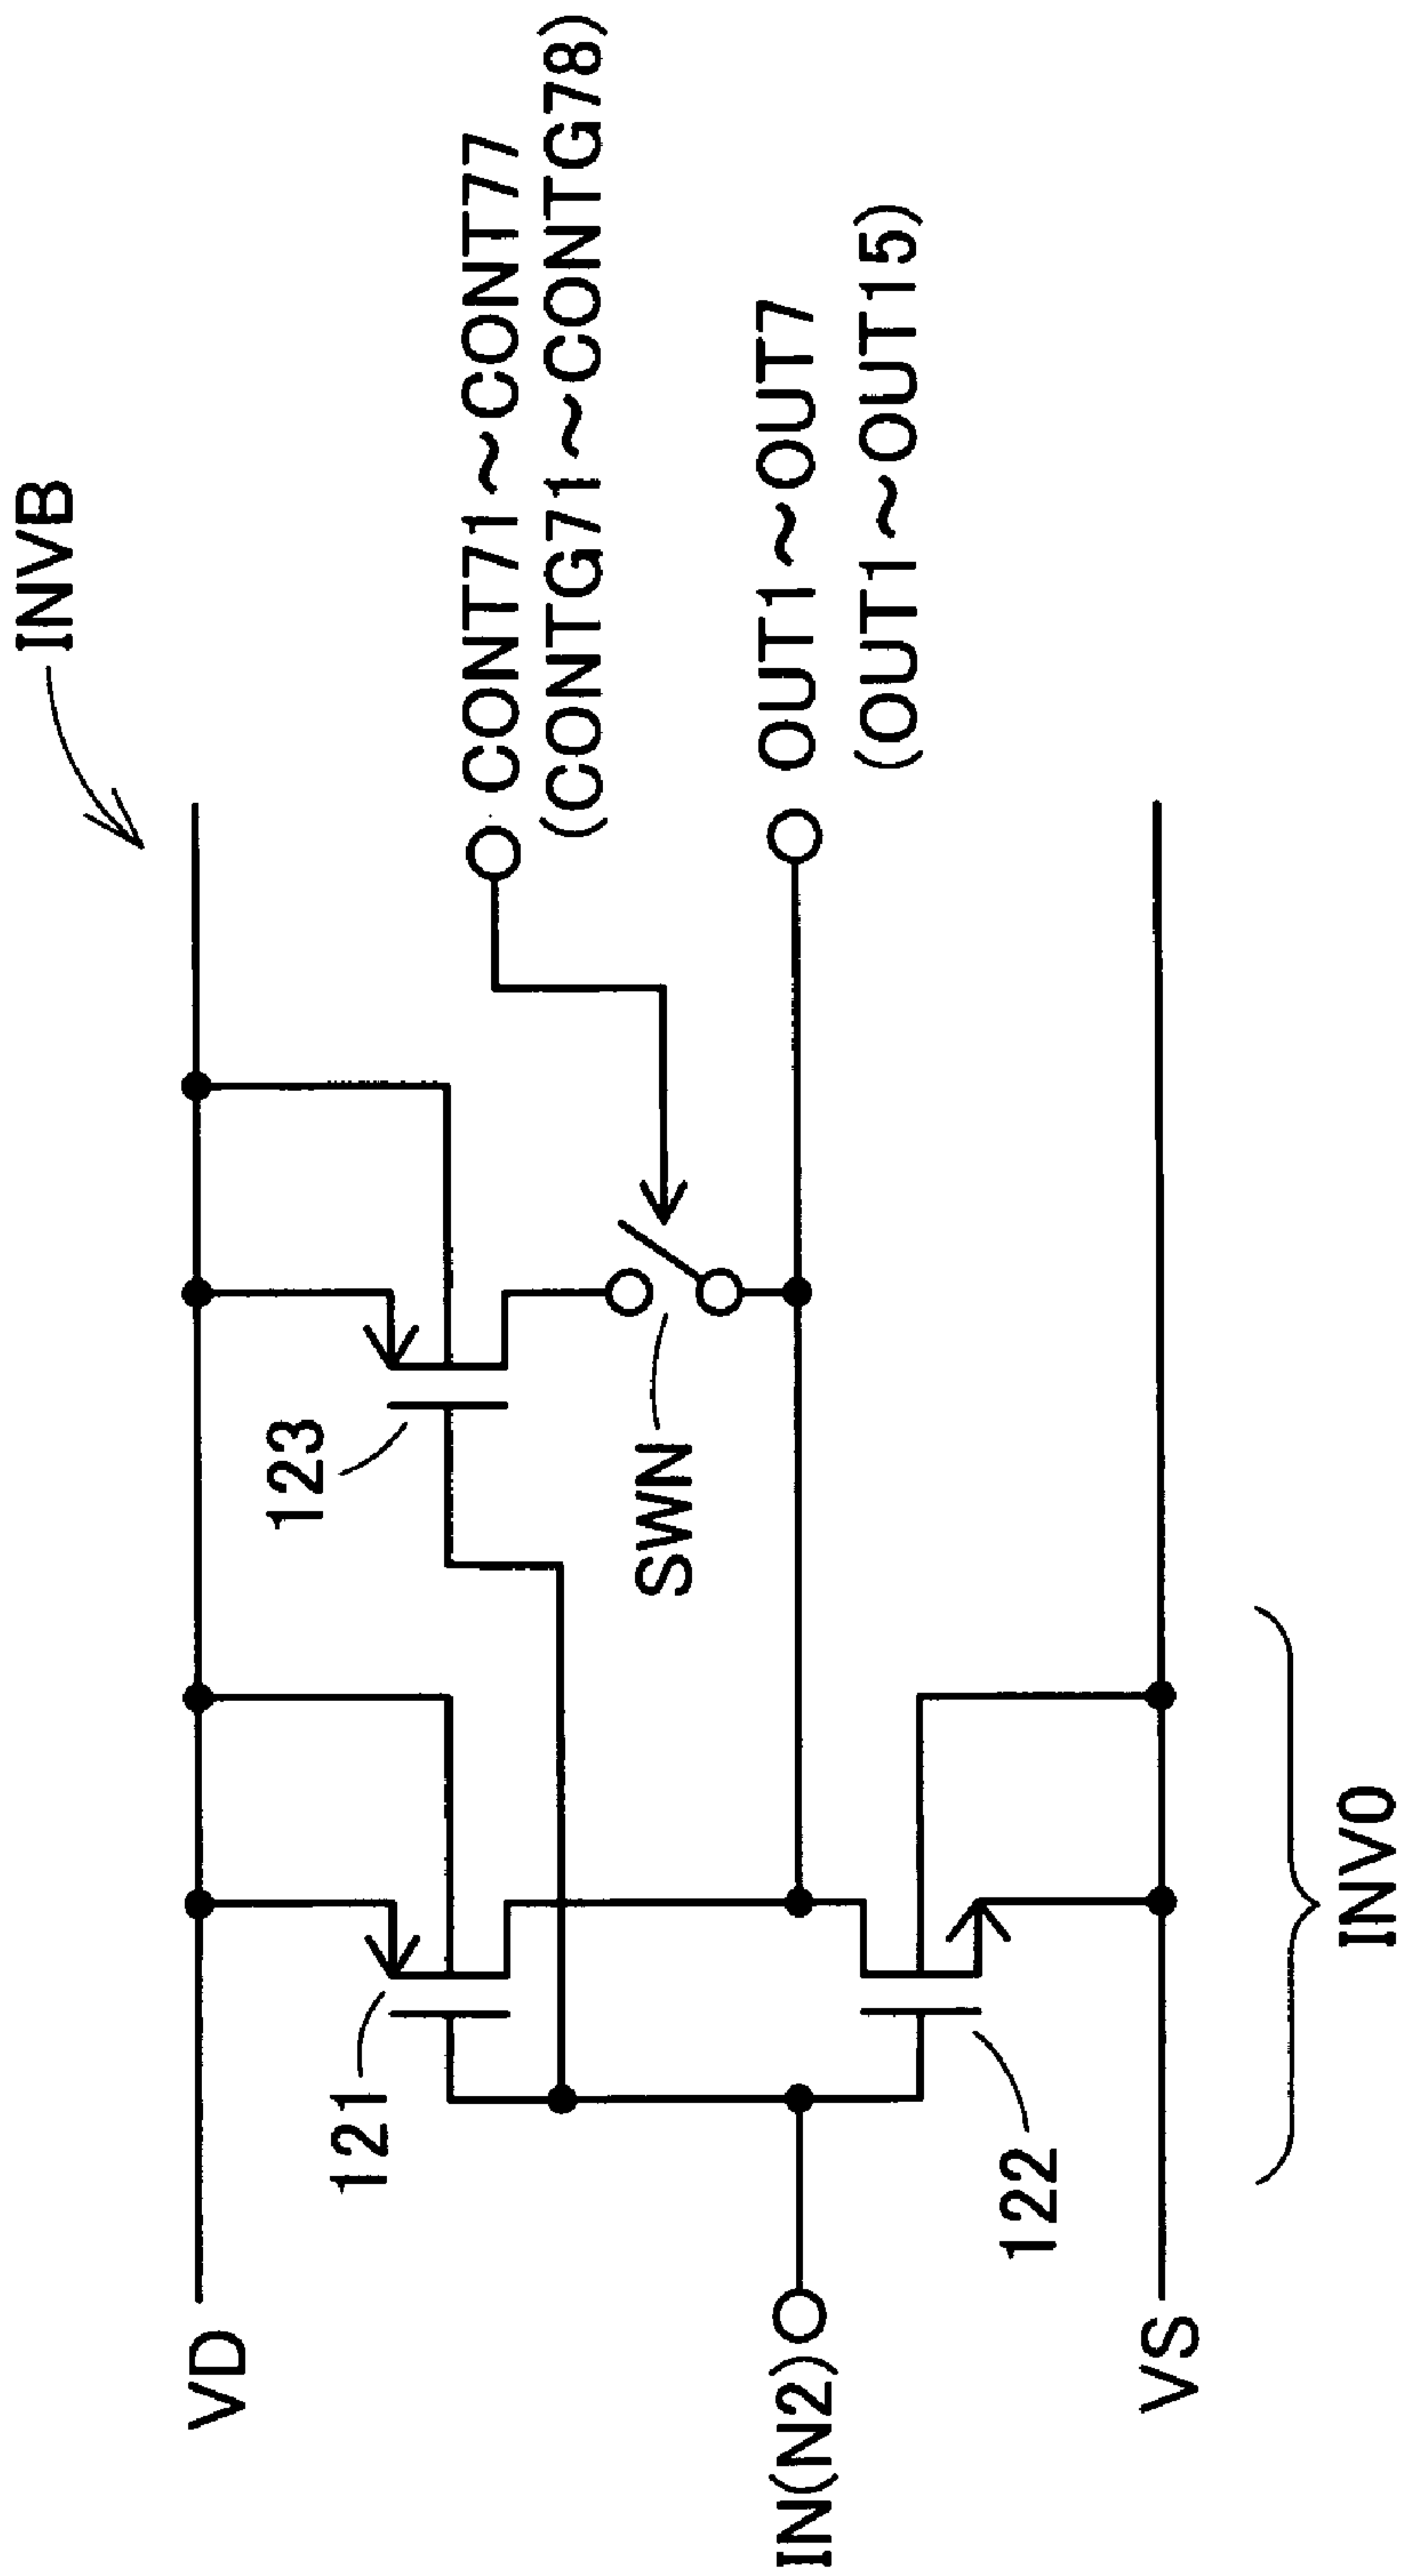 INVB
VD
123
CONT71~CONT77
(CONTG71~CONTG78)
121
SWN
IN(N2)
OUT1~OUT7
(OUT1~OUT15)
122
VS
INV0